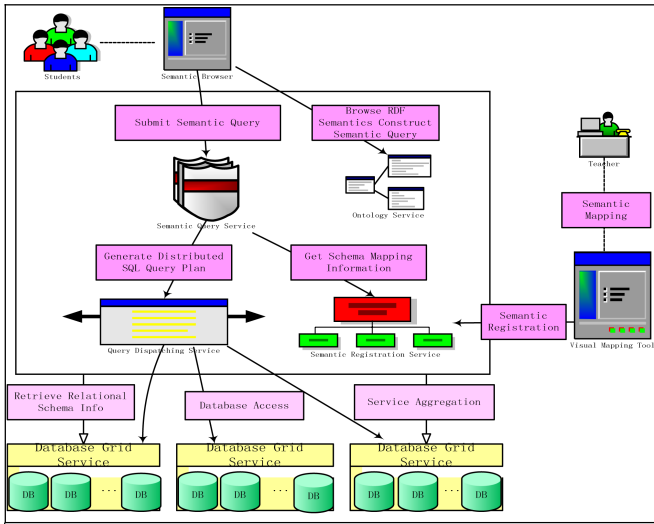 Students
Semantic Browser
Submit Semantic Query
Browse RDF
Semantics Construct
Semantic Query
Teacher
Semantic Query Service
Ontology Service
Semantic
Mapping
Generate Distributed
SQL Query Plan
Get Schema Mapping
Information
Semantic
Registration
Query Dispatching Service
Semantic Registration Service
Visual Mapping Tool
Retrieve Relational
Schema Info
Database Access
Service Aggregation
Database Grid
Service
DB
DB
...
DB
Database Grid
Service
DB
DB
...
DB
Database Grid
Service
DB
DB
...
DB